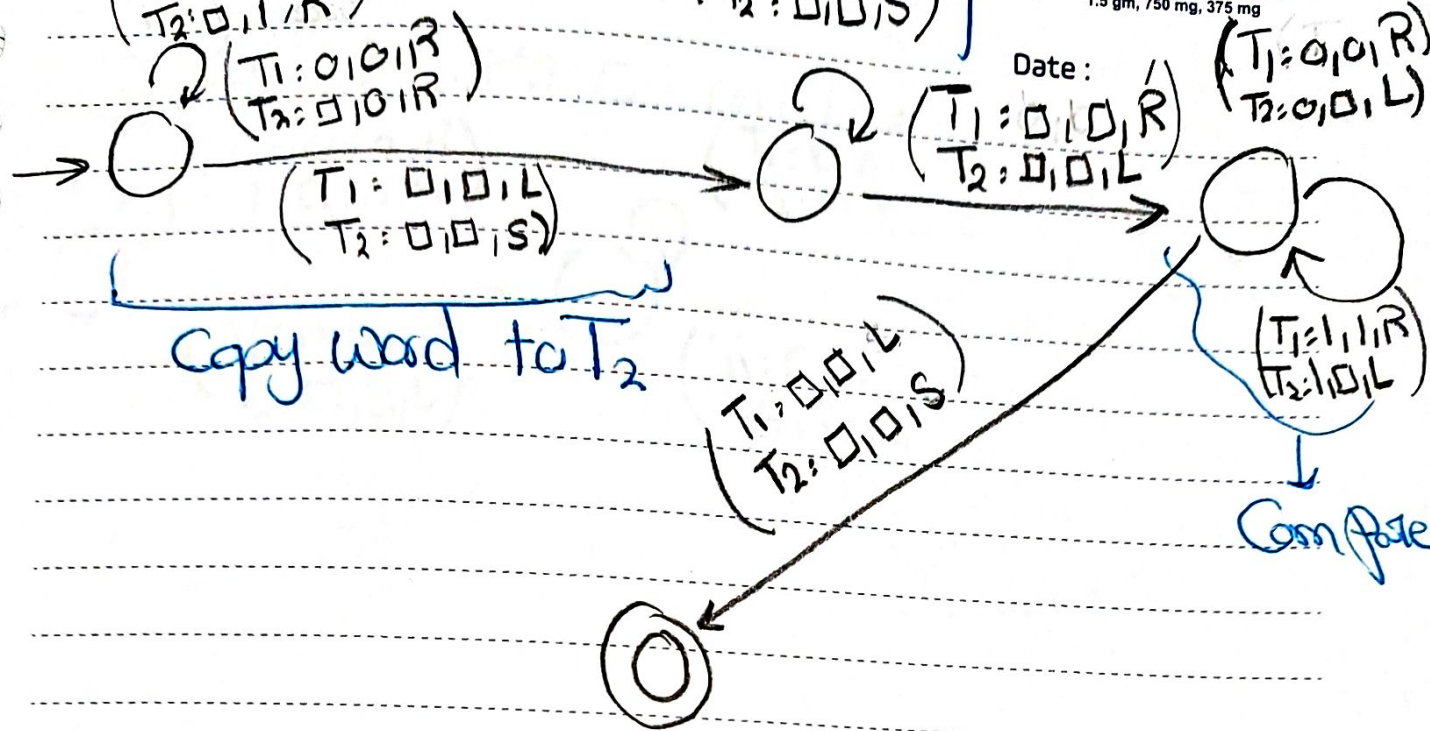 T2:□,1,R)
T2:□,□,S)
1.5 gm, 750 mg, 375 mg
Date :
(T1:0,0,R)
T2:□,0,R
(T1:0,0,R)
T2:0,□,L)
(T1:□,□,R)
T2:□,□,L
(T1:□,□,L
T2:□,□,S)
(T1:1,1,R)
T2:1,□,L
Copy Word to T2
(T1:□,□,L)
T2:□,□,S
Compare